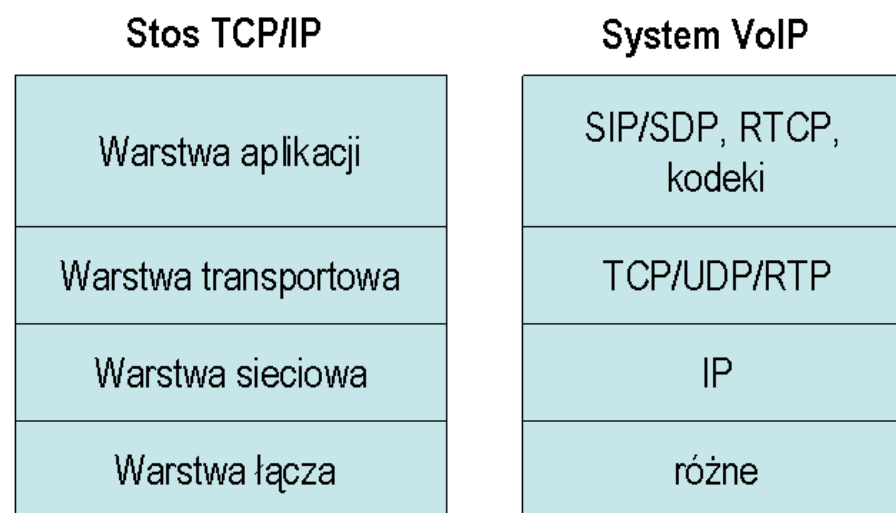 Stos TCP/IP
System VoIP
Warstwa aplikacji
SIP/SDP, RTCP,
kodeki
Warstwa transportowa
TCP/UDP/RTP
Warstwa sieciowa
IP
Warstwa łącza
różne